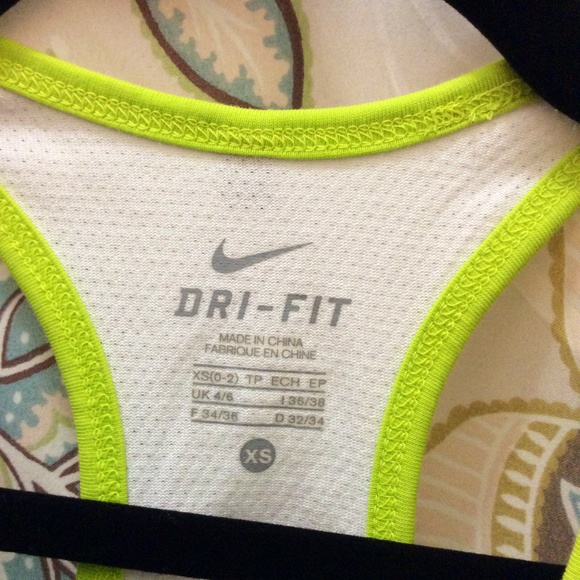 DRI-FIT
MADE IN CHINA
FABRIQUE EN CHINE
XS(0-2) TP ECH EP
UK 4/6 I 36/38
F 34/36 D 32/34
XS